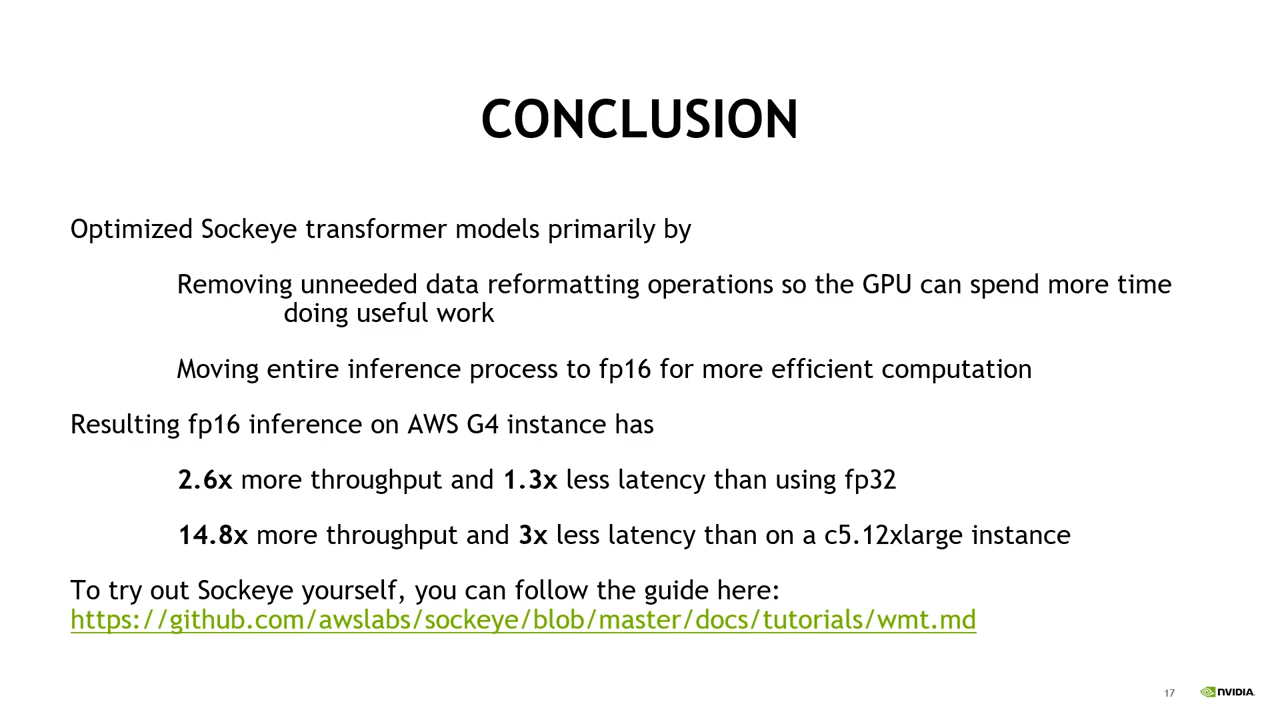 CONCLUSION
Optimized Sockeye transformer models primarily by
Removing unneeded data reformatting operations so the GPU can spend more time
doing useful work
Moving entire inference process to fp16 for more efficient computation
Resulting fp16 inference on AWS G4 instance has
2.6x more throughput and 1.3x less latency than using fp32
14.8x more throughput and 3x less latency than on a c5.12xlarge instance
To try out Sockeye yourself, you can follow the guide here:
https://github.com/awslabs/sockeye/blob/master/docs/tutorials/wmt.md
17 NVIDIA.